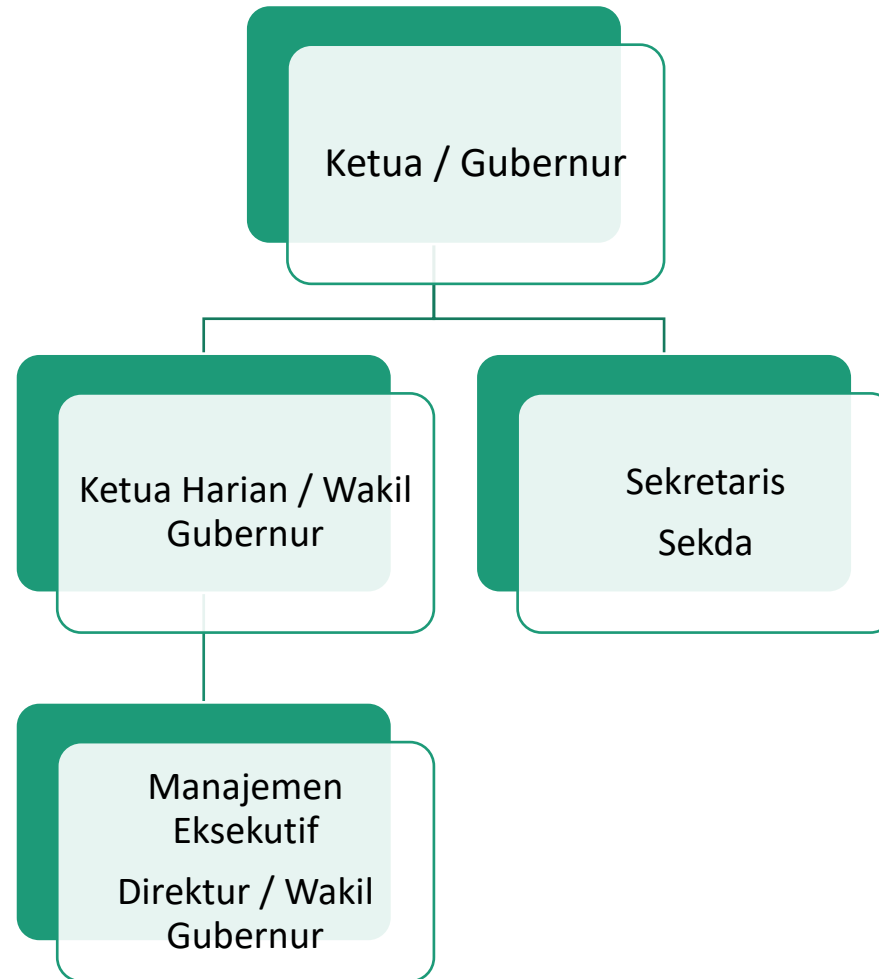 Ketua / Gubernur
Ketua Harian / Wakil
Gubernur
Sekretaris
Sekda
Manajemen
Eksekutif
Direktur / Wakil
Gubernur